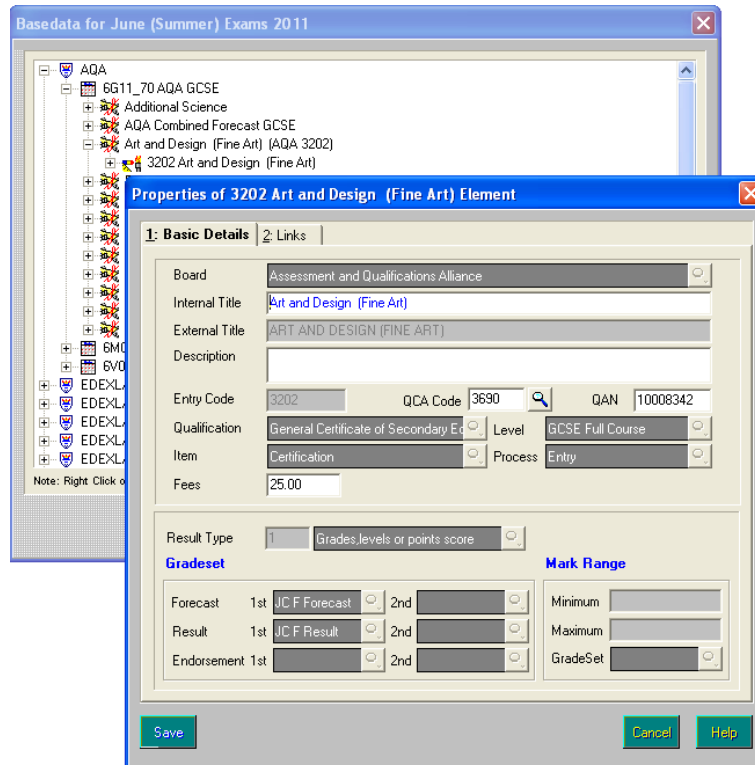 Basedata for June (Summer) Exams 2011
AQA
6G11_70 AQA GCSE
Additional Science
AQA Combined Forecast GCSE
Art and Design (Fine Art) (AQA 3202)
3202 Art and Design (Fine Art)
6M0
6V0
EDEXL
EDEXL
EDEXL
EDEXL
EDEXL
Note: Right Click o
Properties of 3202 Art and Design (Fine Art) Element
1: Basic Details 2: Links
Board Assessment and Qualifications Alliance
Internal Title Art and Design (Fine Art)
External Title ART AND DESIGN (FINE ART)
Description
Entry Code 3202 QCA Code 3690 QAN 10008342
Qualification General Certificate of Secondary Ec Level GCSE Full Course
Item Certification Process Entry
Fees 25.00
Result Type 1 Grades,levels or points score
Gradeset Mark Range
Forecast 1st JC F Forecast 2nd Minimum
Result 1st JC F Result 2nd Maximum
Endorsement 1st 2nd GradeSet
Save Cancel Help